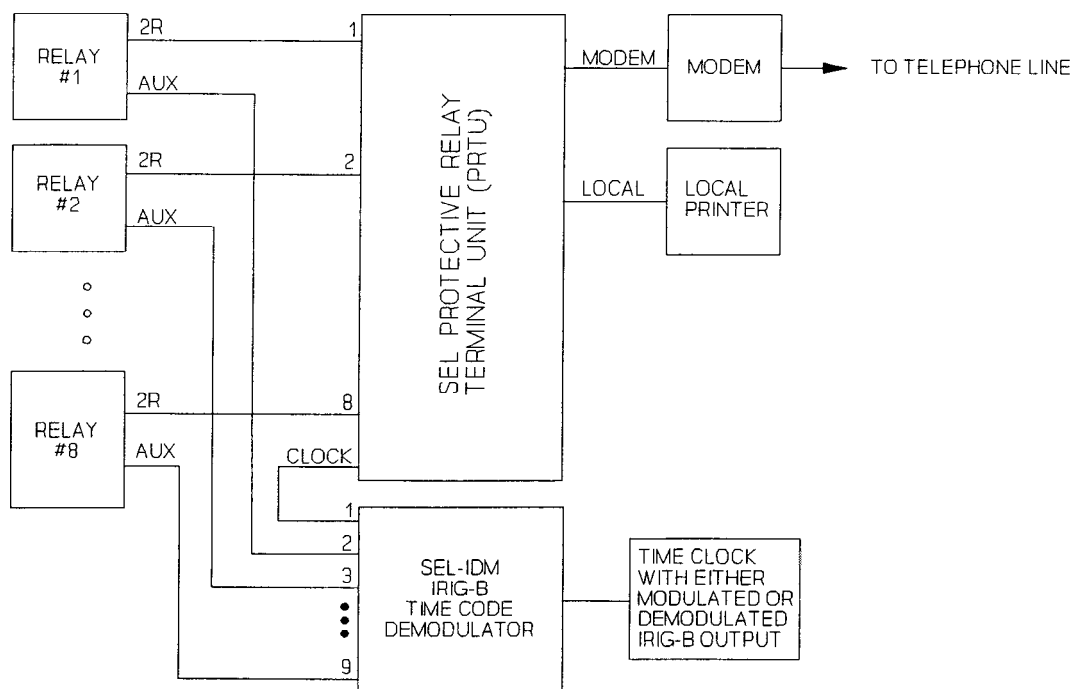 RELAY
#1
2R
AUX
1
RELAY
#2
2R
AUX
2
RELAY
#8
2R
AUX
8
CLOCK
SEL PROTECTIVE RELAY
TERMINAL UNIT (PRTU)
MODEM
MODEM
TO TELEPHONE LINE
LOCAL
LOCAL
PRINTER
1
2
3
9
SEL-IDM
IRIG-B
TIME CODE
DEMODULATOR
TIME CLOCK
WITH EITHER
MODULATED OR
DEMODULATED
IRIG-B OUTPUT